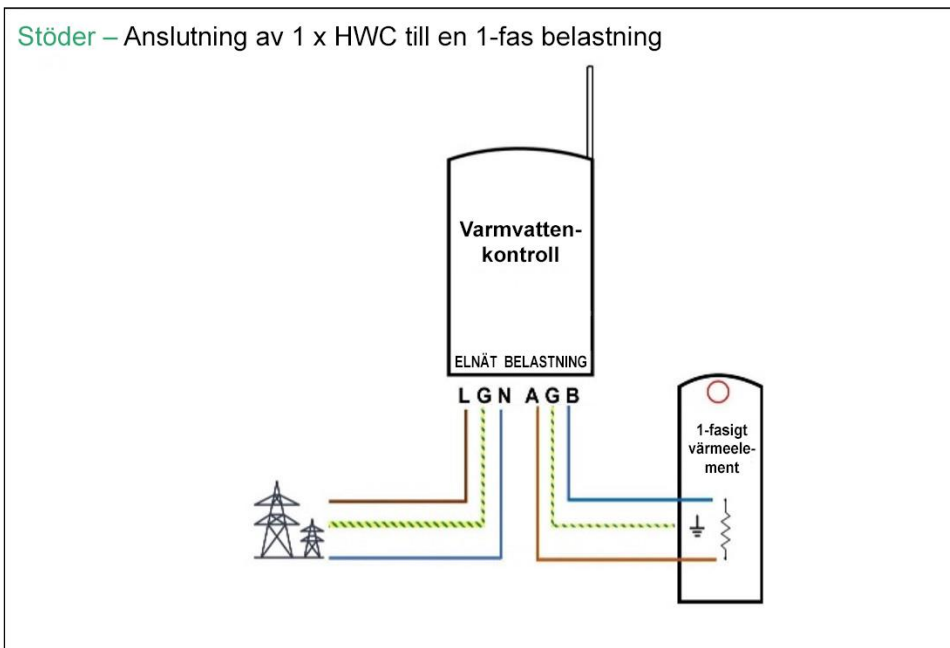 Stöder – Anslutning av 1 x HWC till en 1-fas belastning
Varmvatten-
kontroll
ELNÄT BELASTNING
L G N A G B
1-fasigt
värmeele-
ment